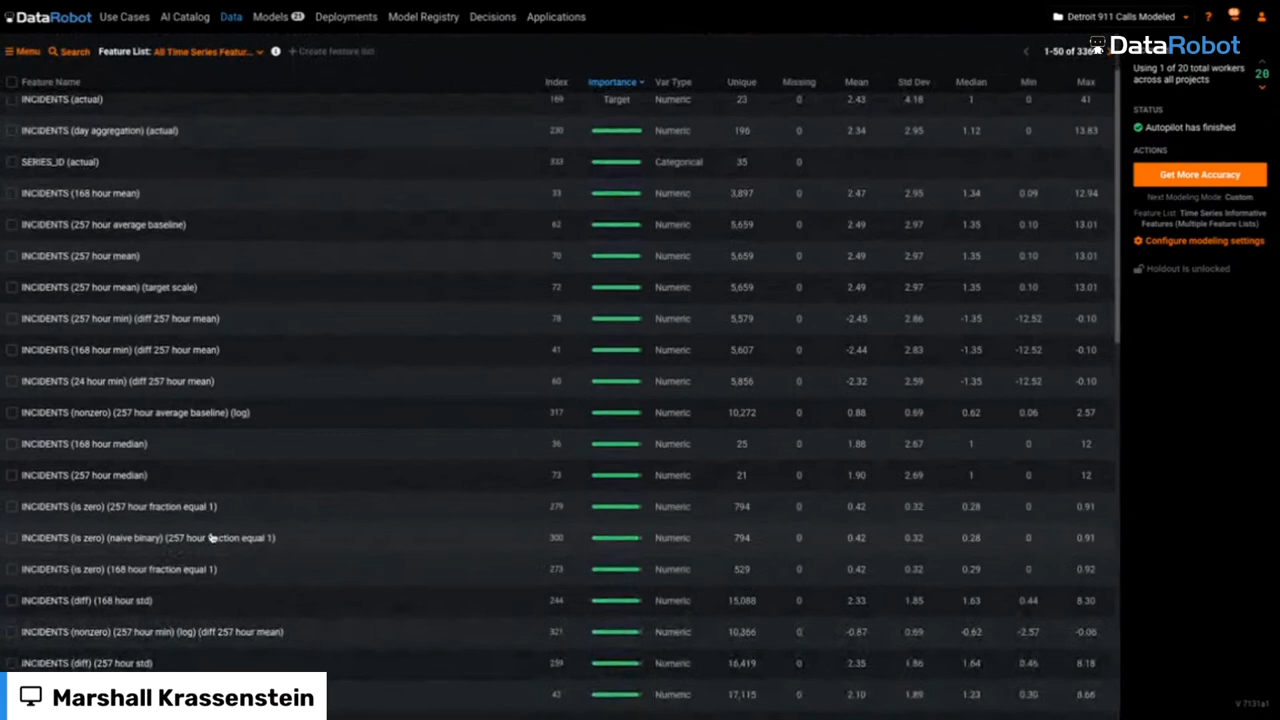 DataRobot Use Cases AI Catalog Data Models 21 Deployments Model Registry Decisions Applications Detroit 911 Calls Modeled ?
Menu Search Feature List: All Time Series Featur... Create feature list 1-50 of 336 DataRobot
Using 1 of 20 total workers across all projects 20
Feature Name Index Importance Var Type Unique Missing Mean Std Dev Median Min Max
INCIDENTS (actual) 169 Target Numeric 23 0 2.43 4.18 1 0 41
INCIDENTS (day aggregation) (actual) 230 Numeric 196 0 2.34 2.95 1.12 0 13.83
SERIES_ID (actual) 333 Categorical 35 0
INCIDENTS (168 hour mean) 33 Numeric 3,897 0 2.47 2.95 1.34 0.09 12.94
INCIDENTS (257 hour average baseline) 62 Numeric 5,659 0 2.49 2.97 1.35 0.10 13.01
INCIDENTS (257 hour mean) 70 Numeric 5,659 0 2.49 2.97 1.35 0.10 13.01
INCIDENTS (257 hour mean) (target scale) 72 Numeric 5,659 0 2.49 2.97 1.35 0.10 13.01
INCIDENTS (257 hour min) (diff 257 hour mean) 78 Numeric 5,579 0 -2.45 2.86 -1.35 -12.52 -0.10
INCIDENTS (168 hour min) (diff 257 hour mean) 41 Numeric 5,607 0 -2.44 2.83 -1.35 -12.52 -0.10
INCIDENTS (24 hour min) (diff 257 hour mean) 60 Numeric 5,856 0 -2.32 2.59 -1.35 -12.52 -0.10
INCIDENTS (nonzero) (257 hour average baseline) (log) 317 Numeric 10,272 0 0.88 0.69 0.62 0.06 2.57
INCIDENTS (168 hour median) 36 Numeric 25 0 1.88 2.67 1 0 12
INCIDENTS (257 hour median) 73 Numeric 21 0 1.90 2.69 1 0 12
INCIDENTS (is zero) (257 hour fraction equal 1) 279 Numeric 794 0 0.42 0.32 0.28 0 0.91
INCIDENTS (is zero) (naive binary) (257 hour fraction equal 1) 300 Numeric 794 0 0.42 0.32 0.28 0 0.91
INCIDENTS (is zero) (168 hour fraction equal 1) 273 Numeric 529 0 0.42 0.32 0.29 0 0.92
INCIDENTS (diff) (168 hour std) 244 Numeric 15,088 0 2.33 1.85 1.63 0.44 8.30
INCIDENTS (nonzero) (257 hour min) (log) (diff 257 hour mean) 321 Numeric 10,366 0 -0.87 0.69 -0.62 -2.57 -0.06
INCIDENTS (diff) (257 hour std) 259 Numeric 16,419 0 2.35 1.86 1.64 0.46 8.18
42 Numeric 17,115 0 2.10 1.89 1.23 0.30 8.66
STATUS
Autopilot has finished
ACTIONS
Get More Accuracy
Next Modeling Mode: Custom
Feature List: Time Series Informative
Features (Multiple Feature Lists)
Configure modeling settings
Holdout is unlocked
Marshall Krassenstein
V 7131a1